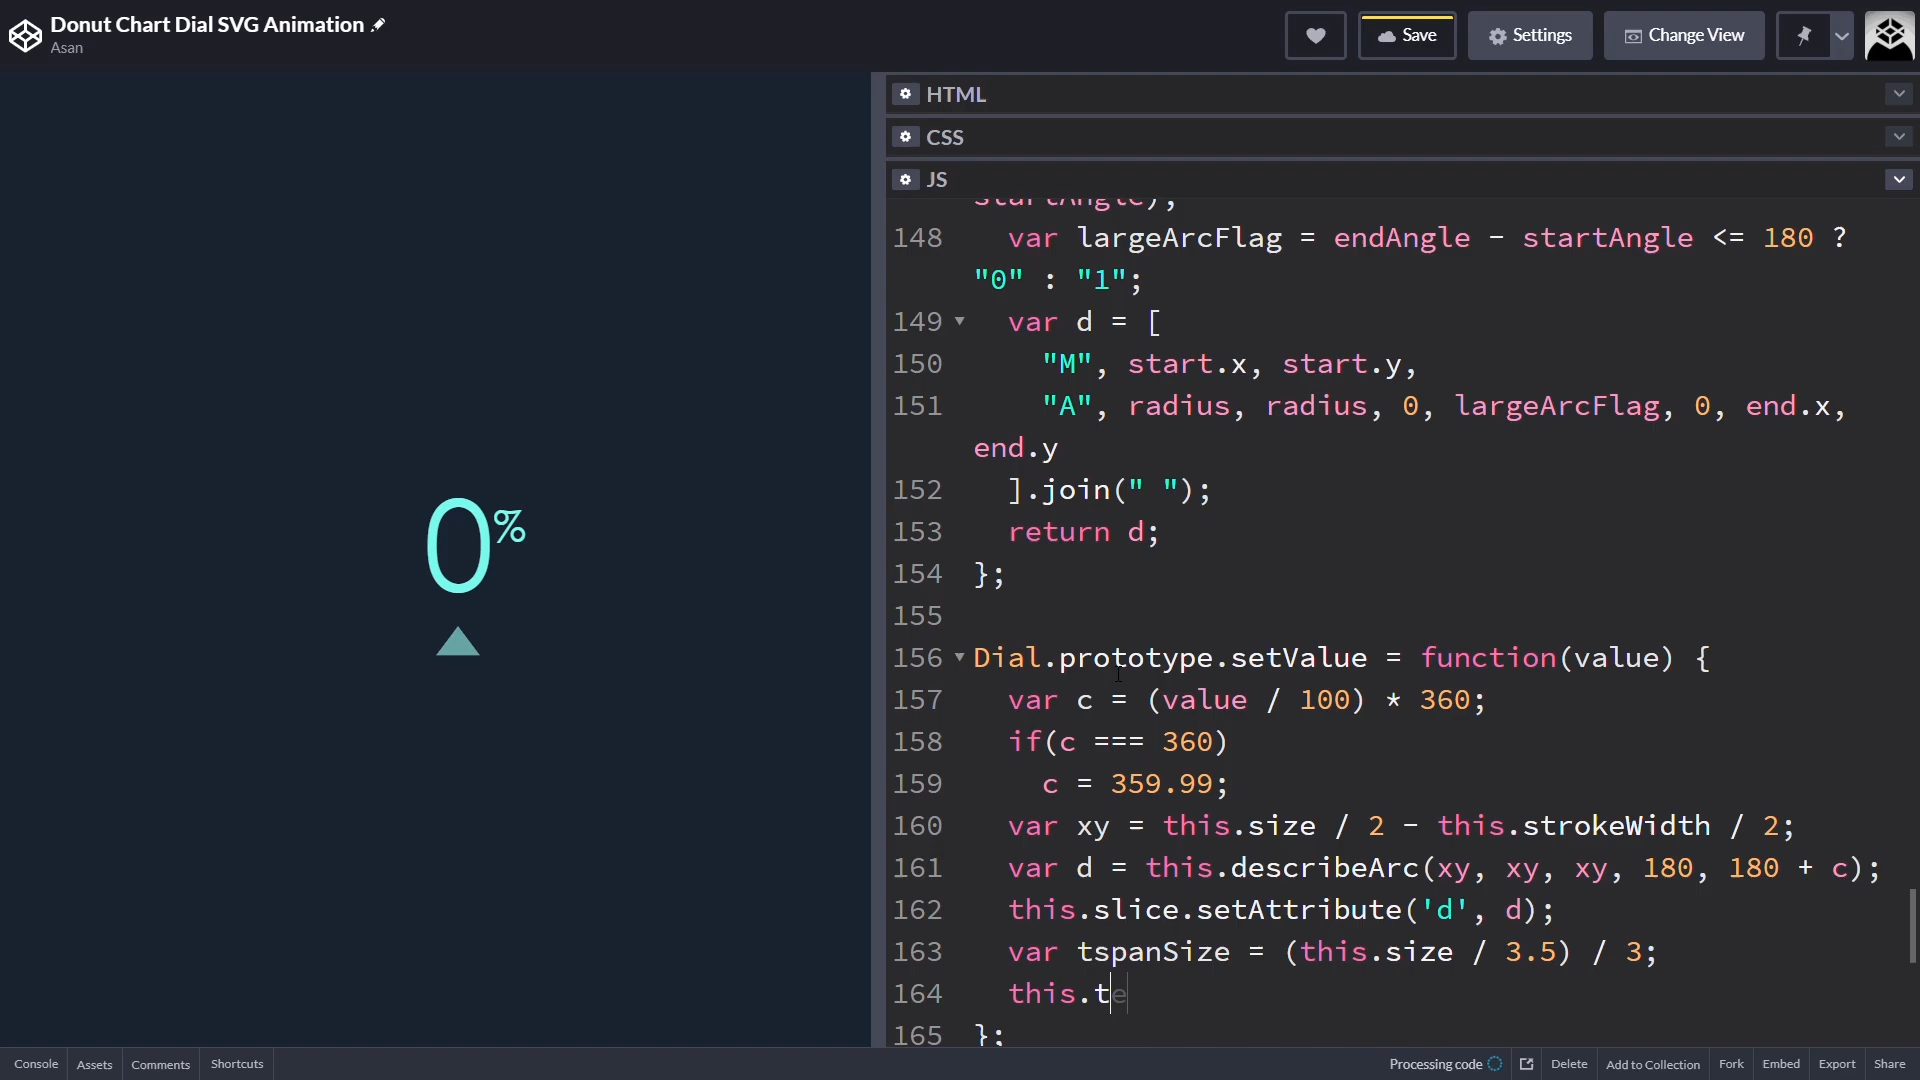 Donut Chart Dial SVG Animation
Asan
Save
Settings
Change View
HTML
CSS
JS
startAngle);
148 var largeArcFlag = endAngle - startAngle <= 180 ?
"0" : "1";
149 var d = [
150 "M", start.x, start.y,
151 "A", radius, radius, 0, largeArcFlag, 0, end.x,
end.y
152 ].join(" ");
153 return d;
154 };
155
156 Dial.prototype.setValue = function(value) {
157 var c = (value / 100) * 360;
158 if(c === 360)
159 c = 359.99;
160 var xy = this.size / 2 - this.strokeWidth / 2;
161 var d = this.describeArc(xy, xy, xy, 180, 180 + c);
162 this.slice.setAttribute('d', d);
163 var tspanSize = (this.size / 3.5) / 3;
164 this.te
165 };
0%
Console
Assets
Comments
Shortcuts
Processing code
Delete
Add to Collection
Fork
Embed
Export
Share